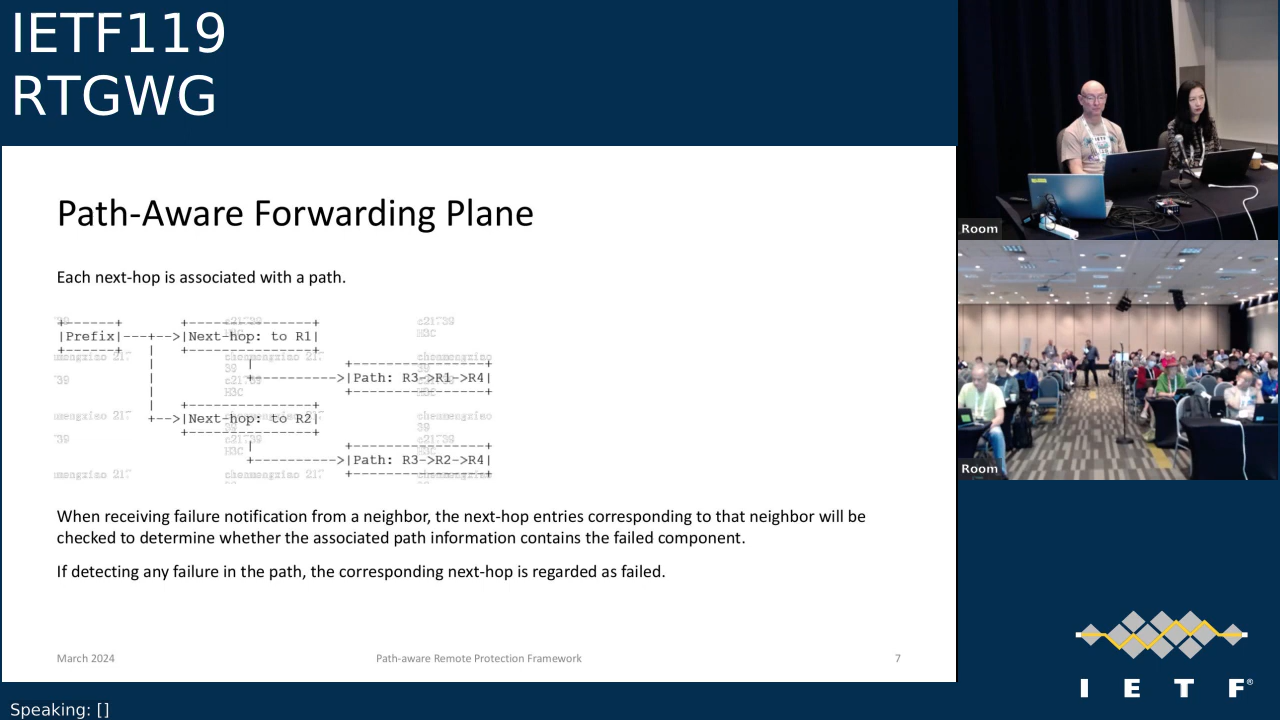 IETF119
RTGWG
Path-Aware Forwarding Plane
Each next-hop is associated with a path.
|Prefix|---+-->|Next-hop: to R1|
+---------->|Path: R3->R1->R4|
+-->|Next-hop: to R2|
+---------->|Path: R3->R2->R4|
c21739
H3C
chenmengxiao
39
When receiving failure notification from a neighbor, the next-hop entries corresponding to that neighbor will be
checked to determine whether the associated path information contains the failed component.
If detecting any failure in the path, the corresponding next-hop is regarded as failed.
March 2024
Path-aware Remote Protection Framework
7
Room
Room
I E T F®
Speaking: []